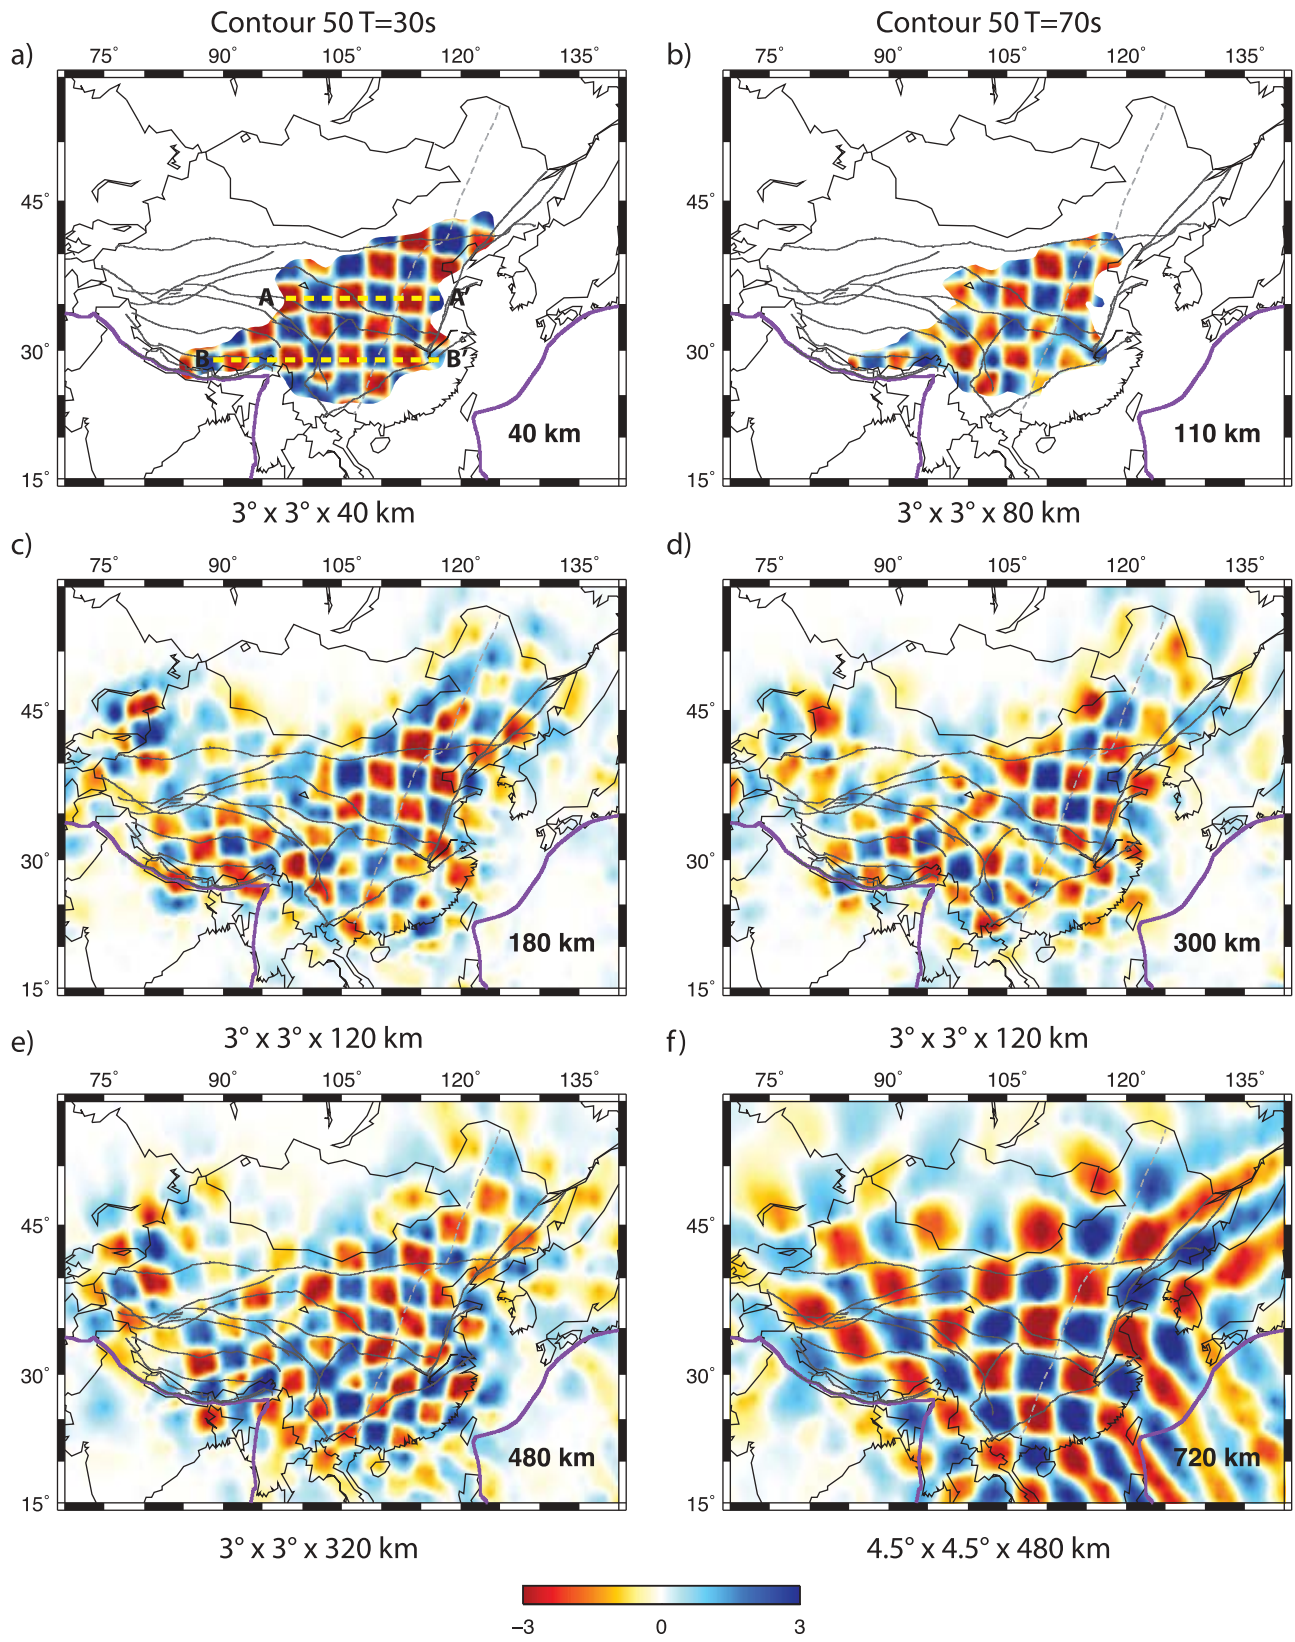 Contour 50 T=30s
Contour 50 T=70s
a)
75° 90° 105° 120° 135°
b)
75° 90° 105° 120° 135°
45°
30°
15°
A A'
B B'
40 km
45°
30°
15°
110 km
3° x 3° x 40 km
3° x 3° x 80 km
c)
75° 90° 105° 120° 135°
d)
75° 90° 105° 120° 135°
45°
30°
15°
180 km
45°
30°
15°
300 km
3° x 3° x 120 km
3° x 3° x 120 km
e)
75° 90° 105° 120° 135°
f)
75° 90° 105° 120° 135°
45°
30°
15°
480 km
45°
30°
15°
720 km
3° x 3° x 320 km
4.5° x 4.5° x 480 km
−3 0 3